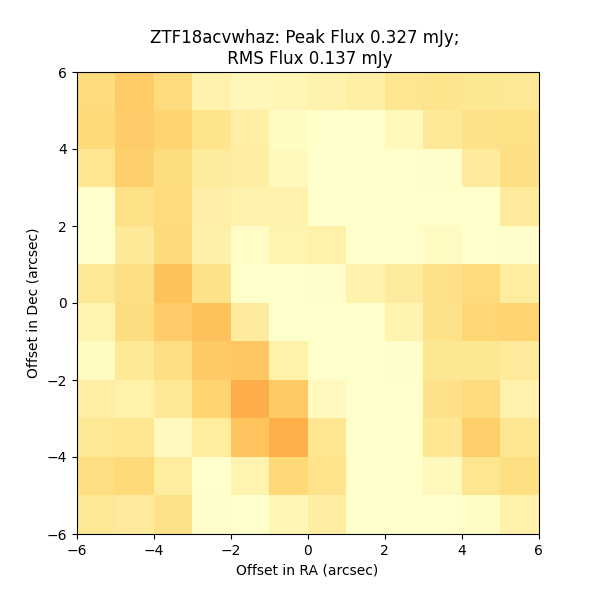 ZTF18acvwhaz: Peak Flux 0.327 mJy;
RMS Flux 0.137 mJy
6
4
2
0
−2
−4
−6
Offset in Dec (arcsec)
−6 −4 −2 0 2 4 6
Offset in RA (arcsec)